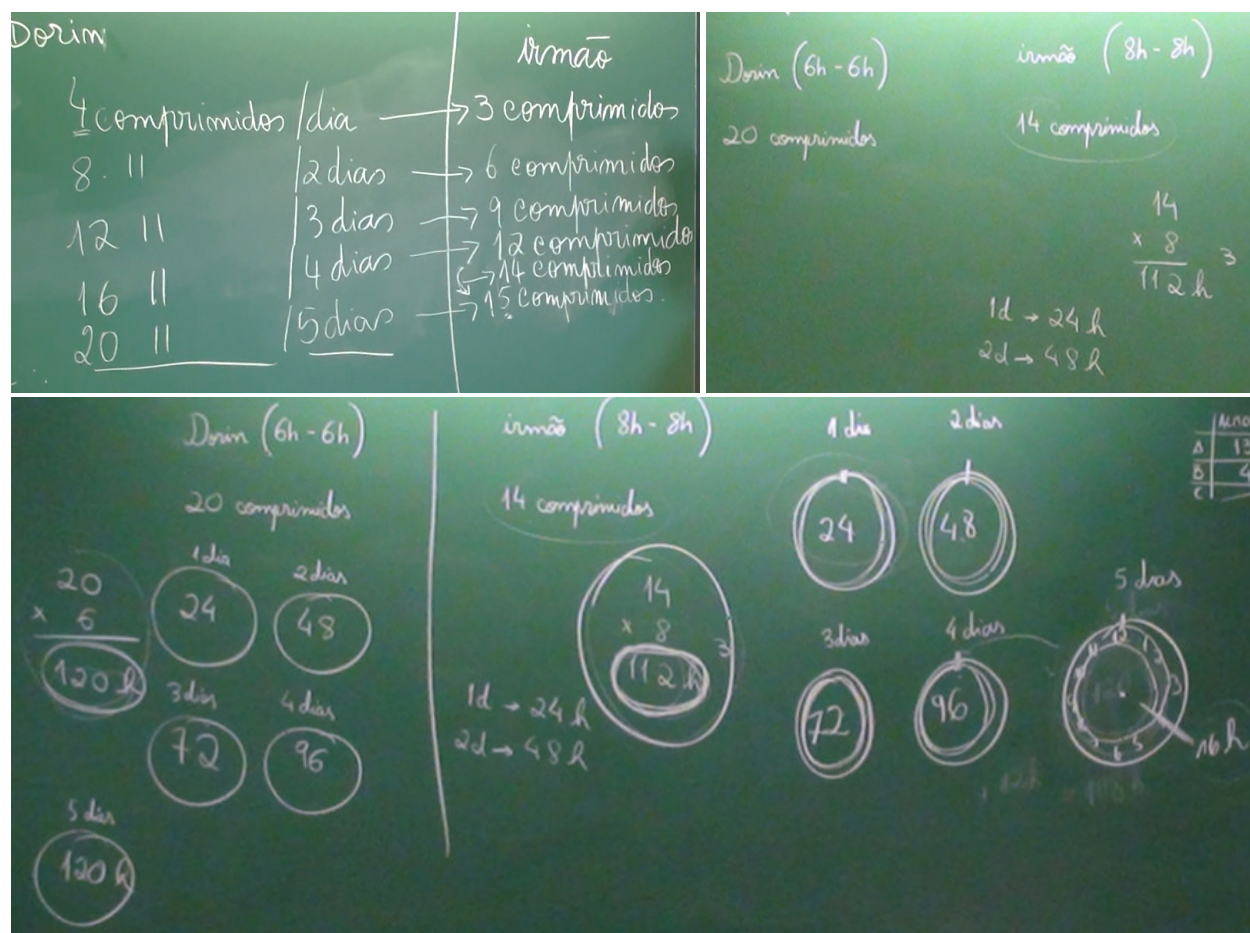 Dorim
irmão
4 comprimidos /dia → 3 comprimidos
8 " /2 dias → 6 comprimidos
12 " /3 dias → 9 comprimidos
16 " /4 dias → 12 comprimidos
→ 14 comprimidos
20 " /5 dias → 15 comprimidos.
Dorin (6h - 6h)
irmão (8h - 8h)
20 comprimidos
14 comprimidos
14
x 8 3
112 h
1d → 24 h
2d → 48 h
Dorin (6h - 6h)
20 comprimidos
20
x 6
120 h
1 dia
24
2 dias
48
3 dias
72
4 dias
96
5 dias
120 h
irmão (8h - 8h)
14 comprimidos
14
x 8 3
112 h
1d → 24 h
2d → 48 h
1 dia
24
2 dias
48
3 dias
72
4 dias
96
5 dias
16 h
A 13
B 4
C